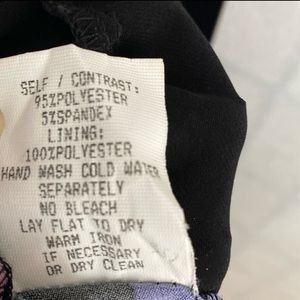 SELF / CONTRAST:
95%POLYESTER
5%SPANDEX
LINING:
100%POLYESTER
HAND WASH COLD WATER
SEPARATELY
NO BLEACH
LAY FLAT TO DRY
WARM IRON
IF NECESSARY
OR DRY CLEAN